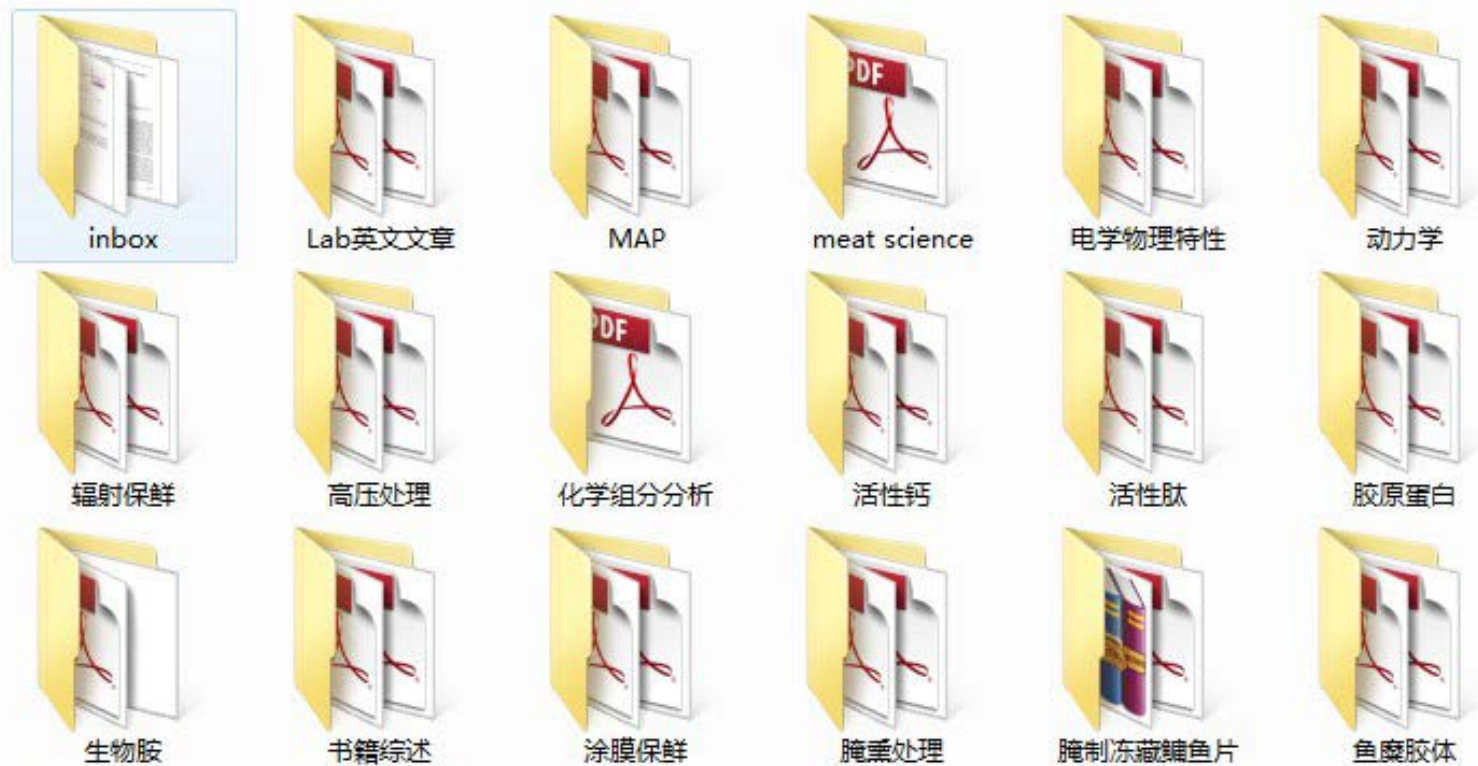 inbox
Lab英文文章
MAP
meat science
电学物理特性
动力学
辐射保鲜
高压处理
化学组分分析
活性钙
活性肽
胶原蛋白
生物胺
书籍综述
涂膜保鲜
腌熏处理
腌制冻藏鳙鱼片
鱼糜胶体
PDF
PDF